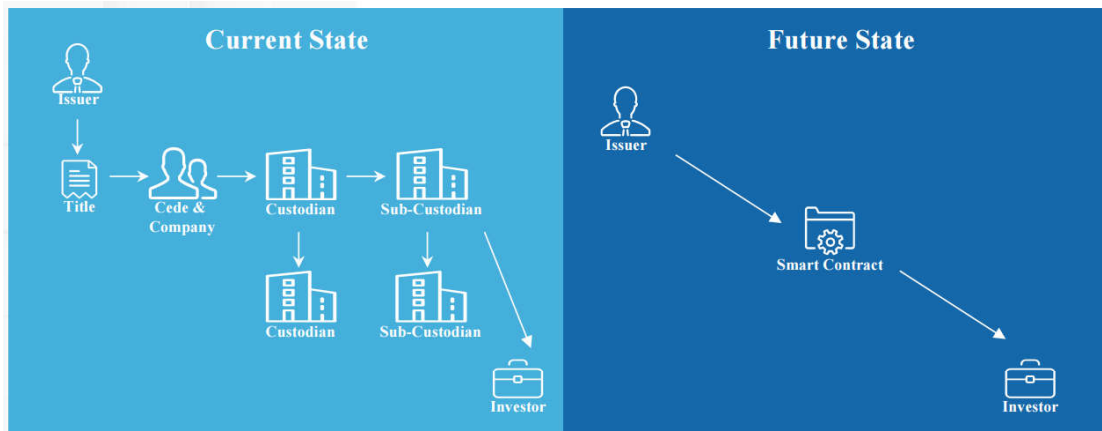 Current State
Issuer
Title
Cede &
Company
Custodian
Sub-Custodian
Custodian
Sub-Custodian
Investor
Future State
Issuer
Smart Contract
Investor